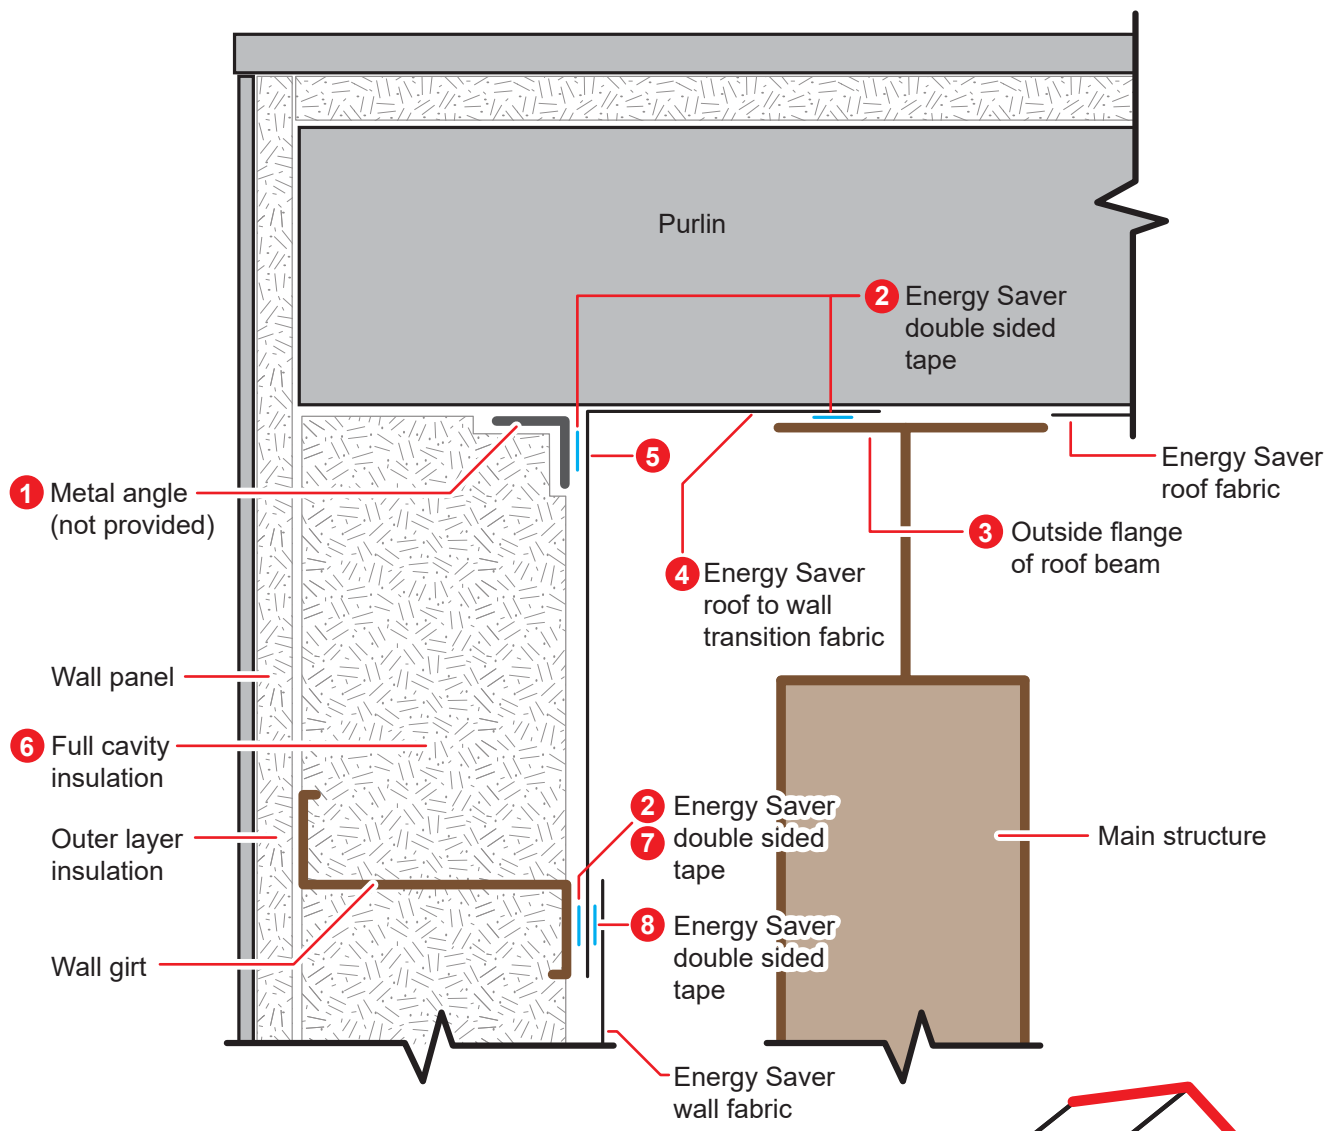 Purlin
2 Energy Saver
double sided
tape
5
1 Metal angle
(not provided)
Energy Saver
roof fabric
3 Outside flange
of roof beam
4 Energy Saver
roof to wall
transition fabric
Wall panel
6 Full cavity
insulation
2 Energy Saver
7 double sided
tape
Outer layer
insulation
Main structure
8 Energy Saver
double sided
tape
Wall girt
Energy Saver
wall fabric